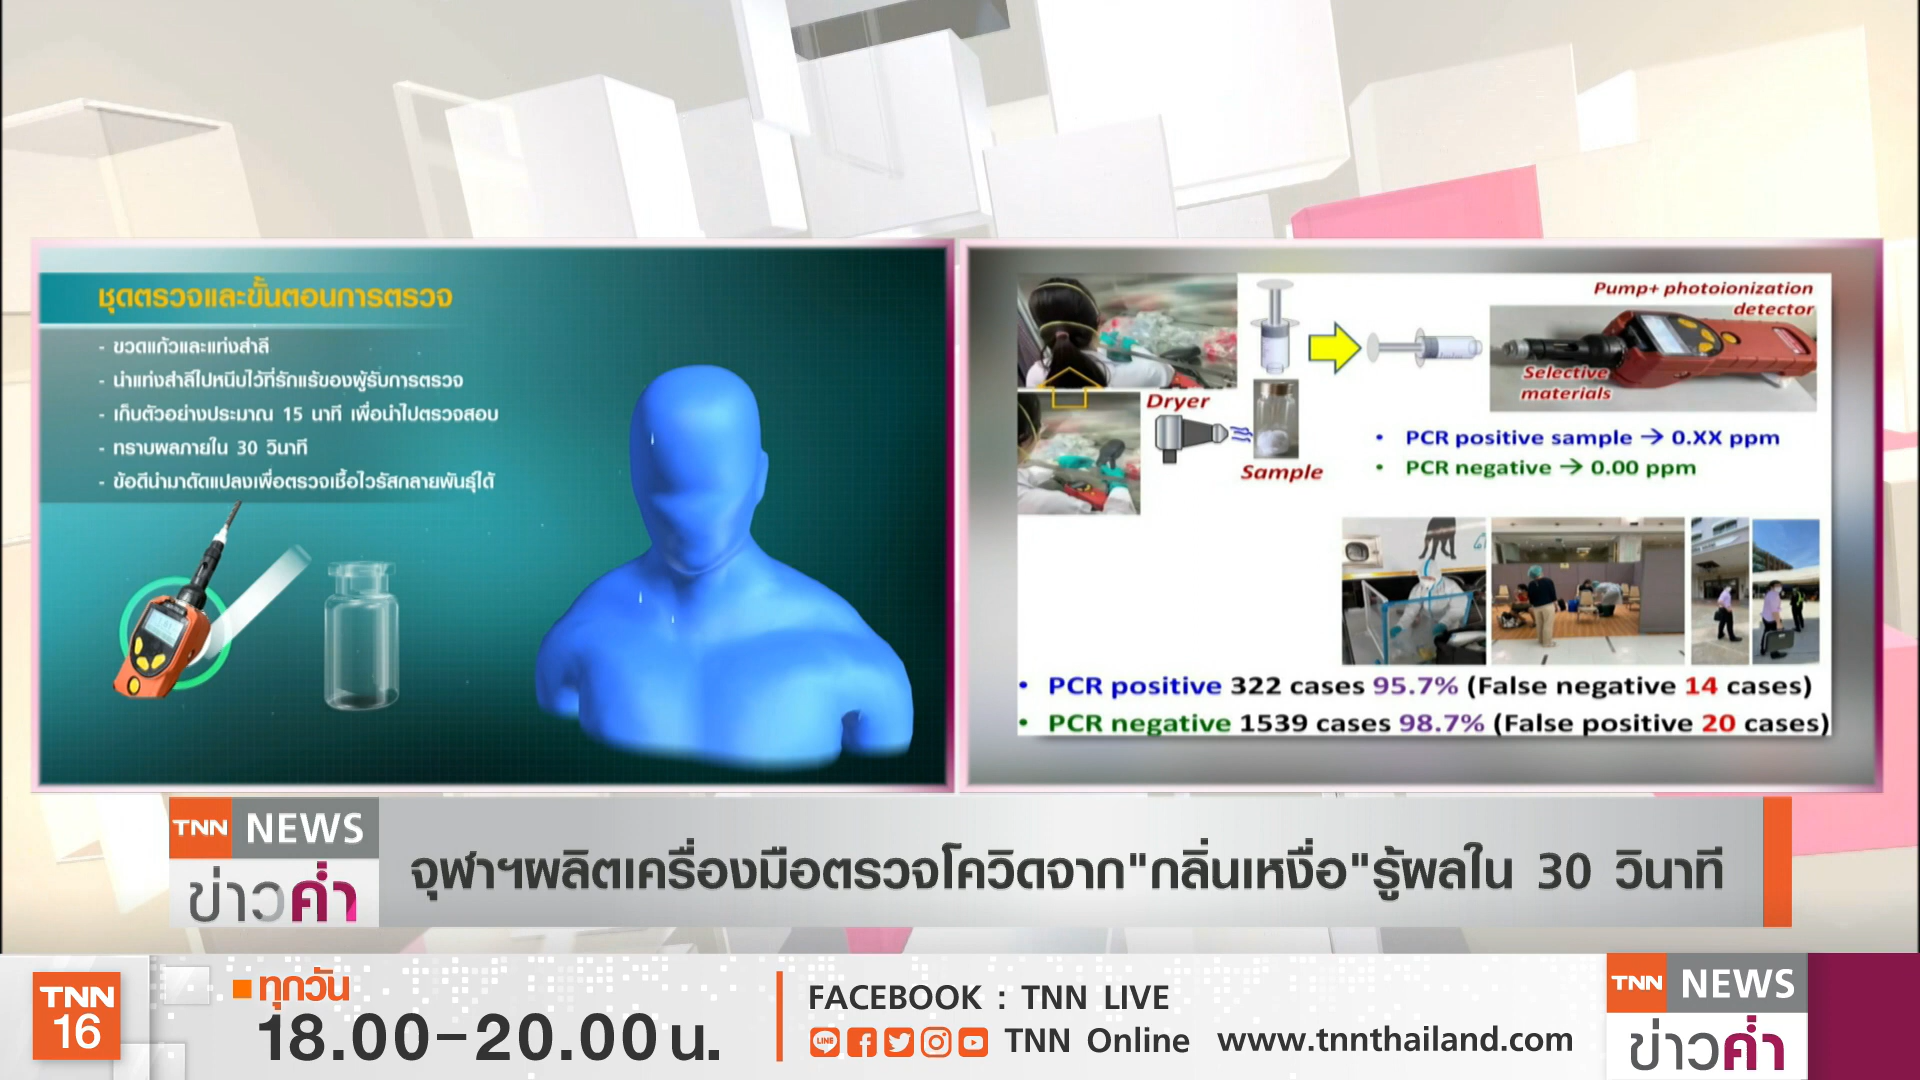 ชุดตรวจและขั้นตอนการตรวจ
- ขวดแก้วและแท่งสำลี
- นำแท่งสำลีไปหนีบไว้ที่รักแร้ของผู้รับการตรวจ
- เก็บตัวอย่างประมาณ 15 นาที เพื่อนำไปตรวจสอบ
- ทราบผลภายใน 30 วินาที
- ข้อดีนำมาดัดแปลงเพื่อตรวจเชื้อไวรัสกลายพันธุ์ได้
Pump+ photoionization
detector
Selective
materials
Dryer
Sample
• PCR positive sample → 0.XX ppm
• PCR negative → 0.00 ppm
• PCR positive 322 cases 95.7% (False negative 14 cases)
• PCR negative 1539 cases 98.7% (False positive 20 cases)
TNN NEWS
ข่าวค่ำ
จุฬาฯผลิตเครื่องมือตรวจโควิดจาก"กลิ่นเหงื่อ"รู้ผลใน 30 วินาที
TNN
16
ทุกวัน
18.00-20.00 น.
FACEBOOK : TNN LIVE
LINE TNN Online www.tnnthailand.com
TNN NEWS
ข่าวค่ำ